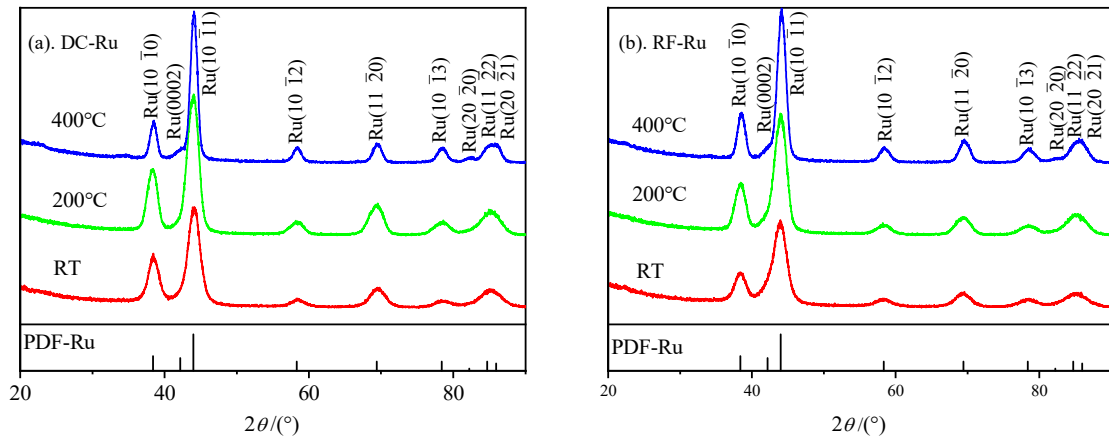 (a). DC-Ru
Ru(10 1̅0)
Ru(0002)
Ru(10 1̅1)
Ru(10 1̅2)
Ru(11 2̅0)
Ru(10 1̅3)
Ru(20 2̅0)
Ru(11 2̅2)
Ru(20 2̅1)
400°C
200°C
RT
PDF-Ru
20 40 60 80
2θ/(°)
(b). RF-Ru
Ru(10 1̅0)
Ru(0002)
Ru(10 1̅1)
Ru(10 1̅2)
Ru(11 2̅0)
Ru(10 1̅3)
Ru(20 2̅0)
Ru(11 2̅2)
Ru(20 2̅1)
400°C
200°C
RT
PDF-Ru
20 40 60 80
2θ/(°)